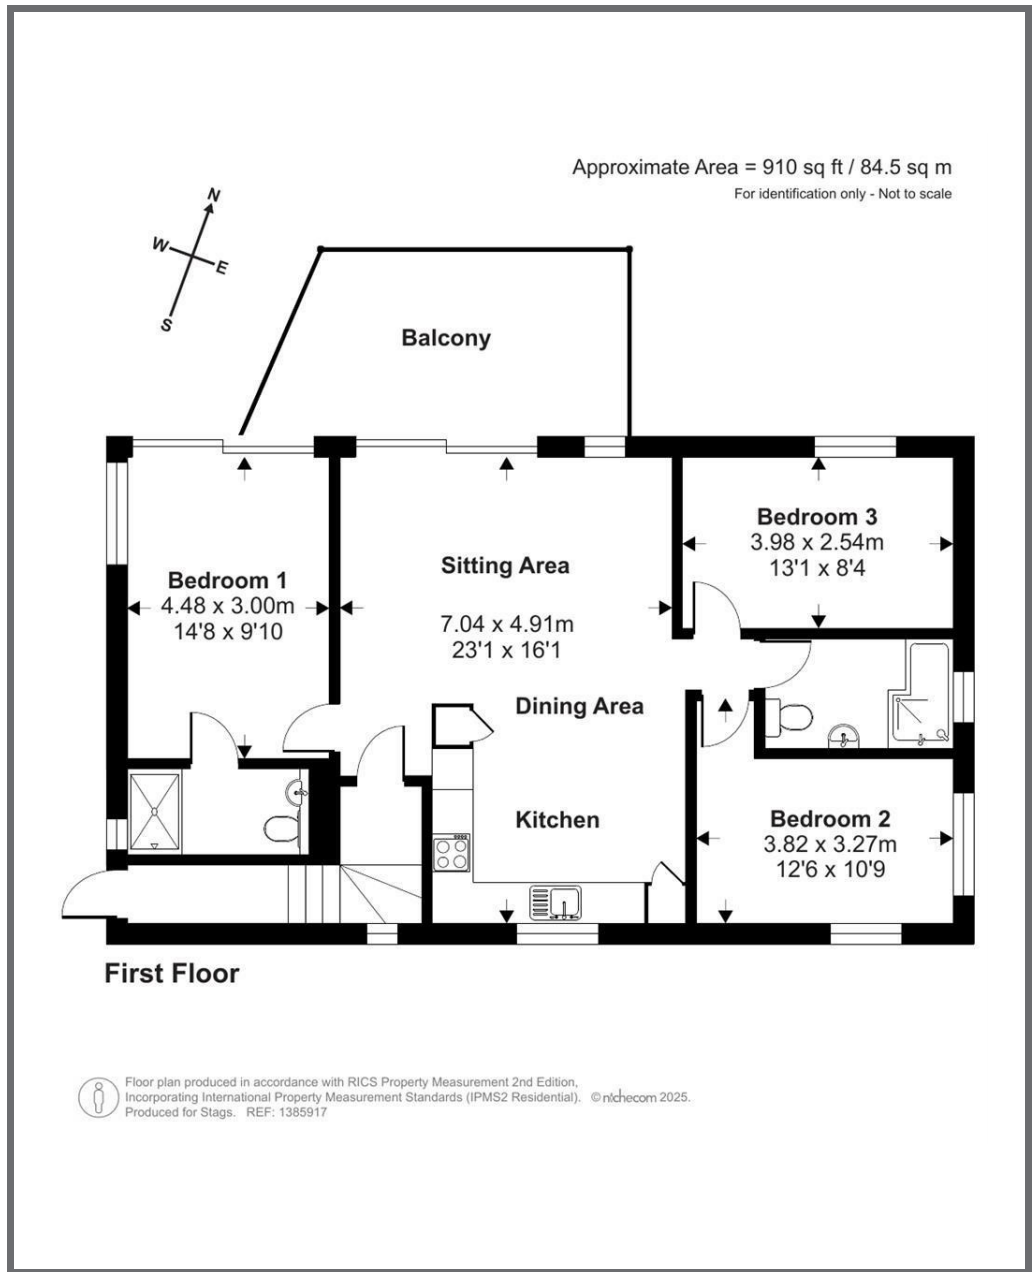 Approximate Area = 910 sq ft / 84.5 sq m
For identification only - Not to scale
N
W
E
S
Balcony
Bedroom 3
3.98 x 2.54m
13'1 x 8'4
Sitting Area
Bedroom 1
4.48 x 3.00m
14'8 x 9'10
7.04 x 4.91m
23'1 x 16'1
Dining Area
Kitchen
Bedroom 2
3.82 x 3.27m
12'6 x 10'9
First Floor
Floor plan produced in accordance with RICS Property Measurement 2nd Edition,
Incorporating International Property Measurement Standards (IPMS2 Residential). © nichecom 2025.
Produced for Stags. REF: 1385917